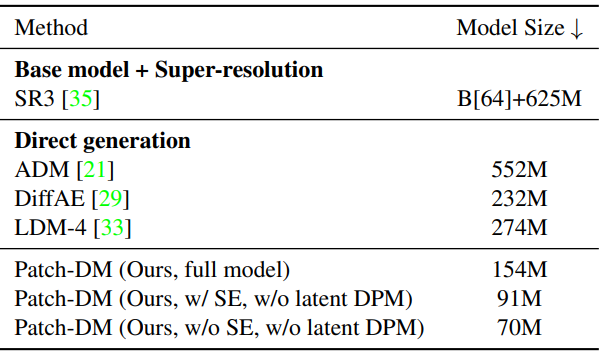 Method Model Size ↓
Base model + Super-resolution
SR3 [35] B[64]+625M
Direct generation
ADM [21] 552M
DiffAE [29] 232M
LDM-4 [33] 274M
Patch-DM (Ours, full model) 154M
Patch-DM (Ours, w/ SE, w/o latent DPM) 91M
Patch-DM (Ours, w/o SE, w/o latent DPM) 70M